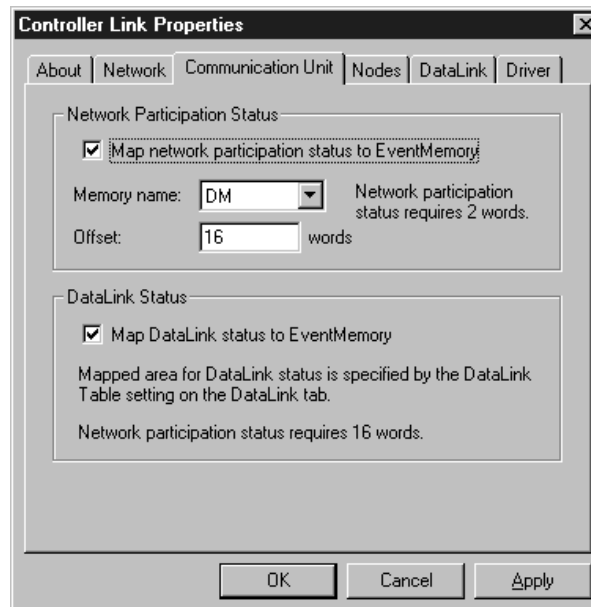 Controller Link Properties
About Network Communication Unit Nodes DataLink Driver
Network Participation Status
Map network participation status to EventMemory
Memory name: DM
Network participation
status requires 2 words.
Offset: 16 words
DataLink Status
Map DataLink status to EventMemory
Mapped area for DataLink status is specified by the DataLink
Table setting on the DataLink tab.
Network participation status requires 16 words.
OK Cancel Apply